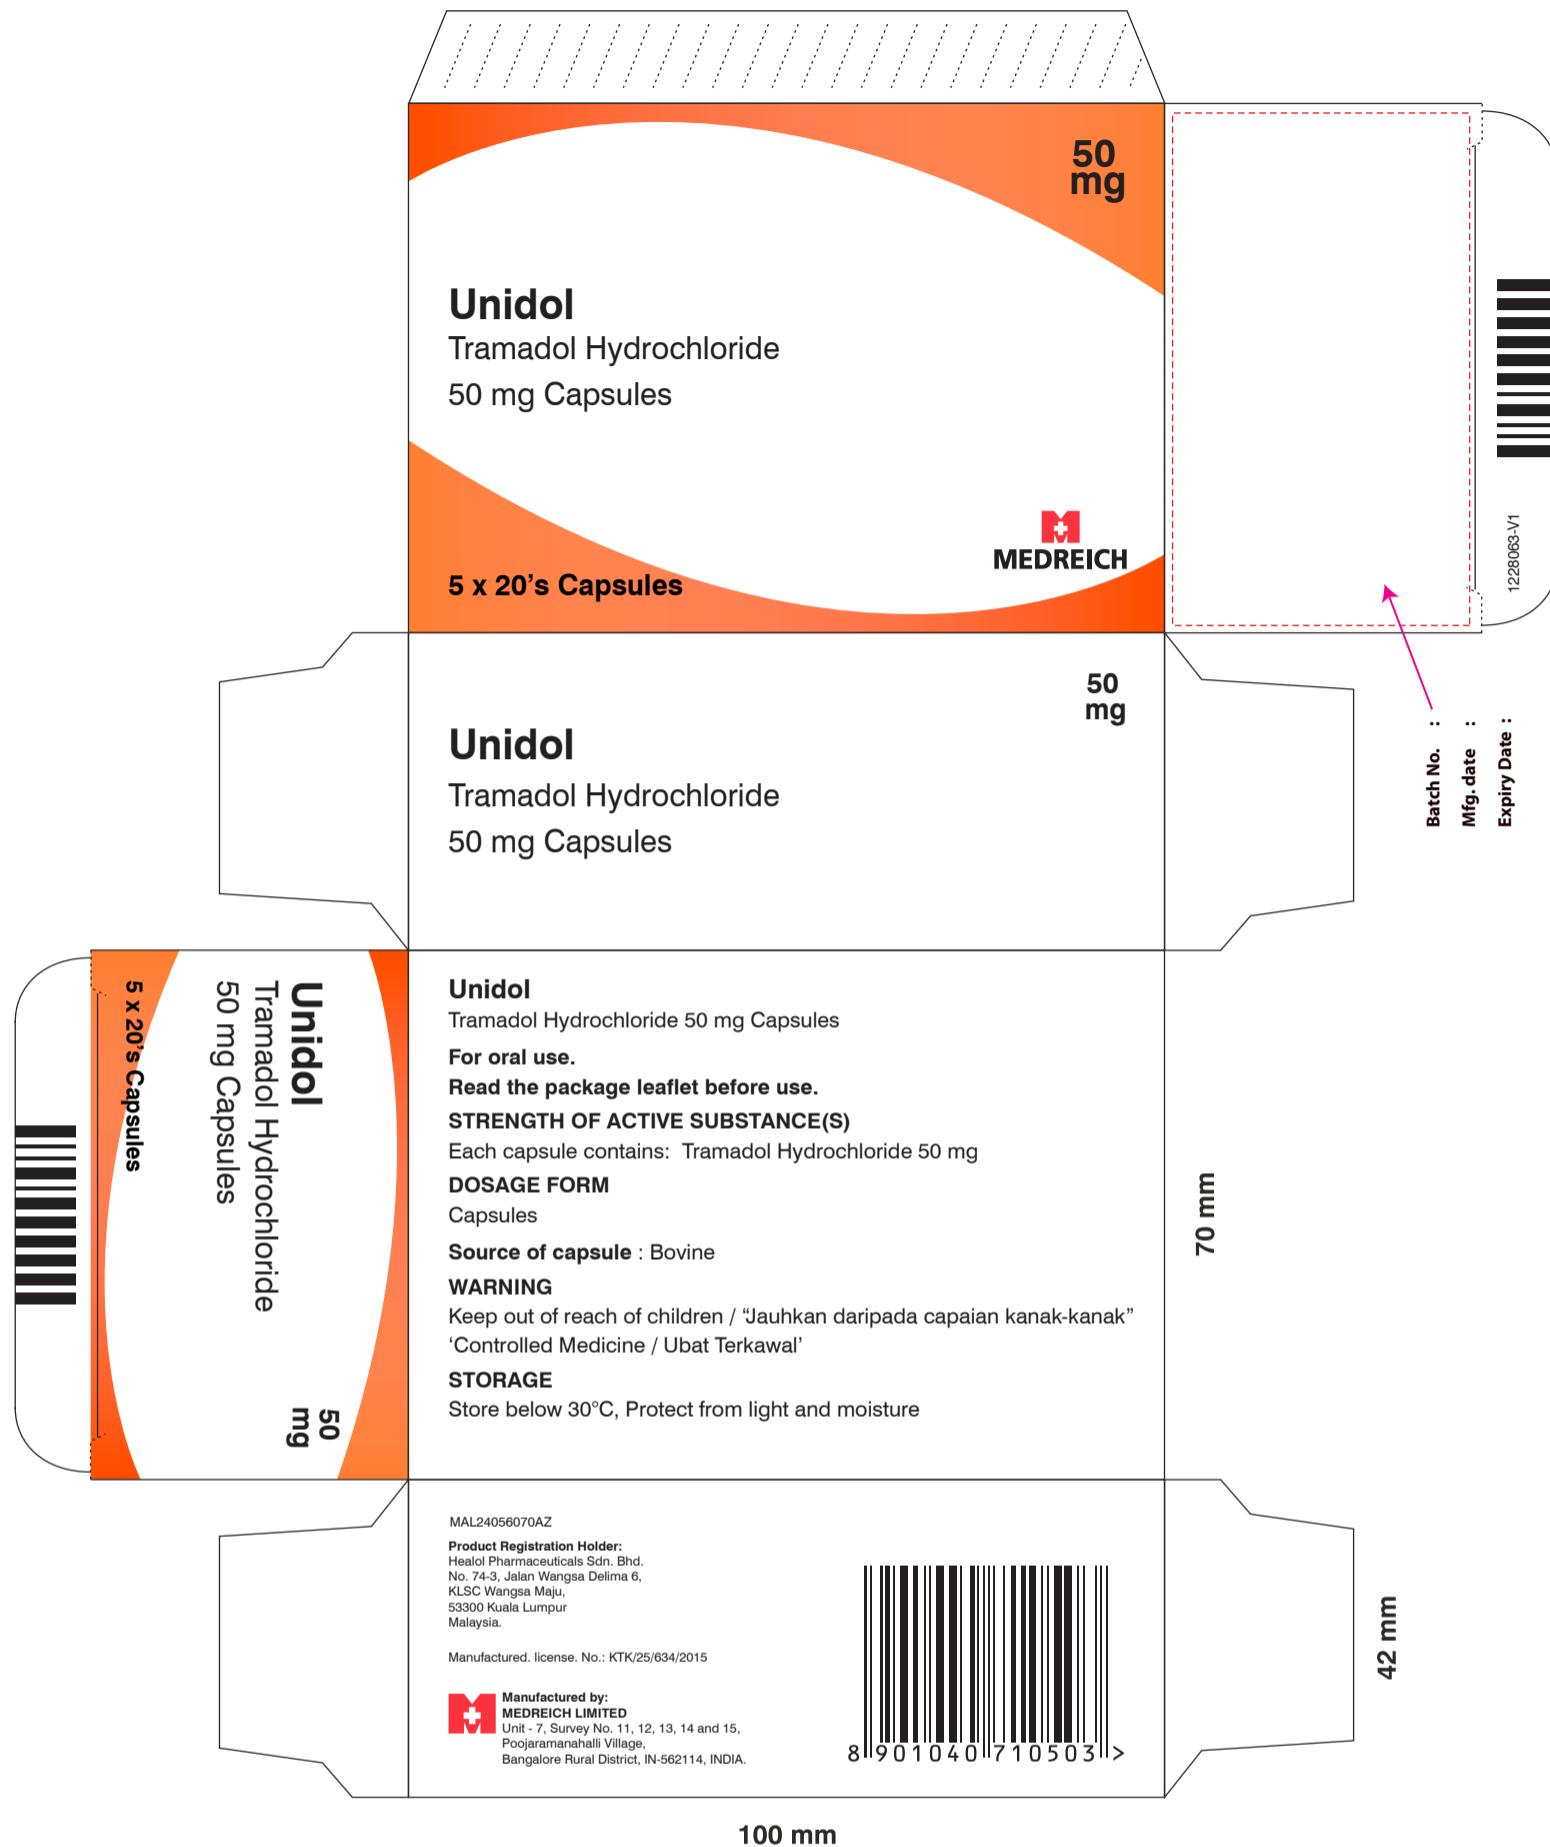 50
mg
Unidol
Tramadol Hydrochloride
50 mg Capsules
MEDREICH
5 x 20’s Capsules
1228063-V1
Batch No. :
Mfg. date :
Expiry Date :
50
mg
Unidol
Tramadol Hydrochloride
50 mg Capsules
Unidol
Tramadol Hydrochloride
50 mg Capsules
5 x 20’s Capsules
50
mg
Unidol
Tramadol Hydrochloride 50 mg Capsules
For oral use.
Read the package leaflet before use.
STRENGTH OF ACTIVE SUBSTANCE(S)
Each capsule contains: Tramadol Hydrochloride 50 mg
DOSAGE FORM
Capsules
Source of capsule : Bovine
WARNING
Keep out of reach of children / “Jauhkan daripada capaian kanak-kanak”
‘Controlled Medicine / Ubat Terkawal’
STORAGE
Store below 30°C, Protect from light and moisture
70 mm
MAL24056070AZ
Product Registration Holder:
Healol Pharmaceuticals Sdn. Bhd.
No. 74-3, Jalan Wangsa Delima 6,
KLSC Wangsa Maju,
53300 Kuala Lumpur
Malaysia.
Manufactured. license. No.: KTK/25/634/2015
Manufactured by:
MEDREICH LIMITED
Unit - 7, Survey No. 11, 12, 13, 14 and 15,
Poojaramanahalli Village,
Bangalore Rural District, IN-562114, INDIA.
8 901040 710503 >
42 mm
100 mm